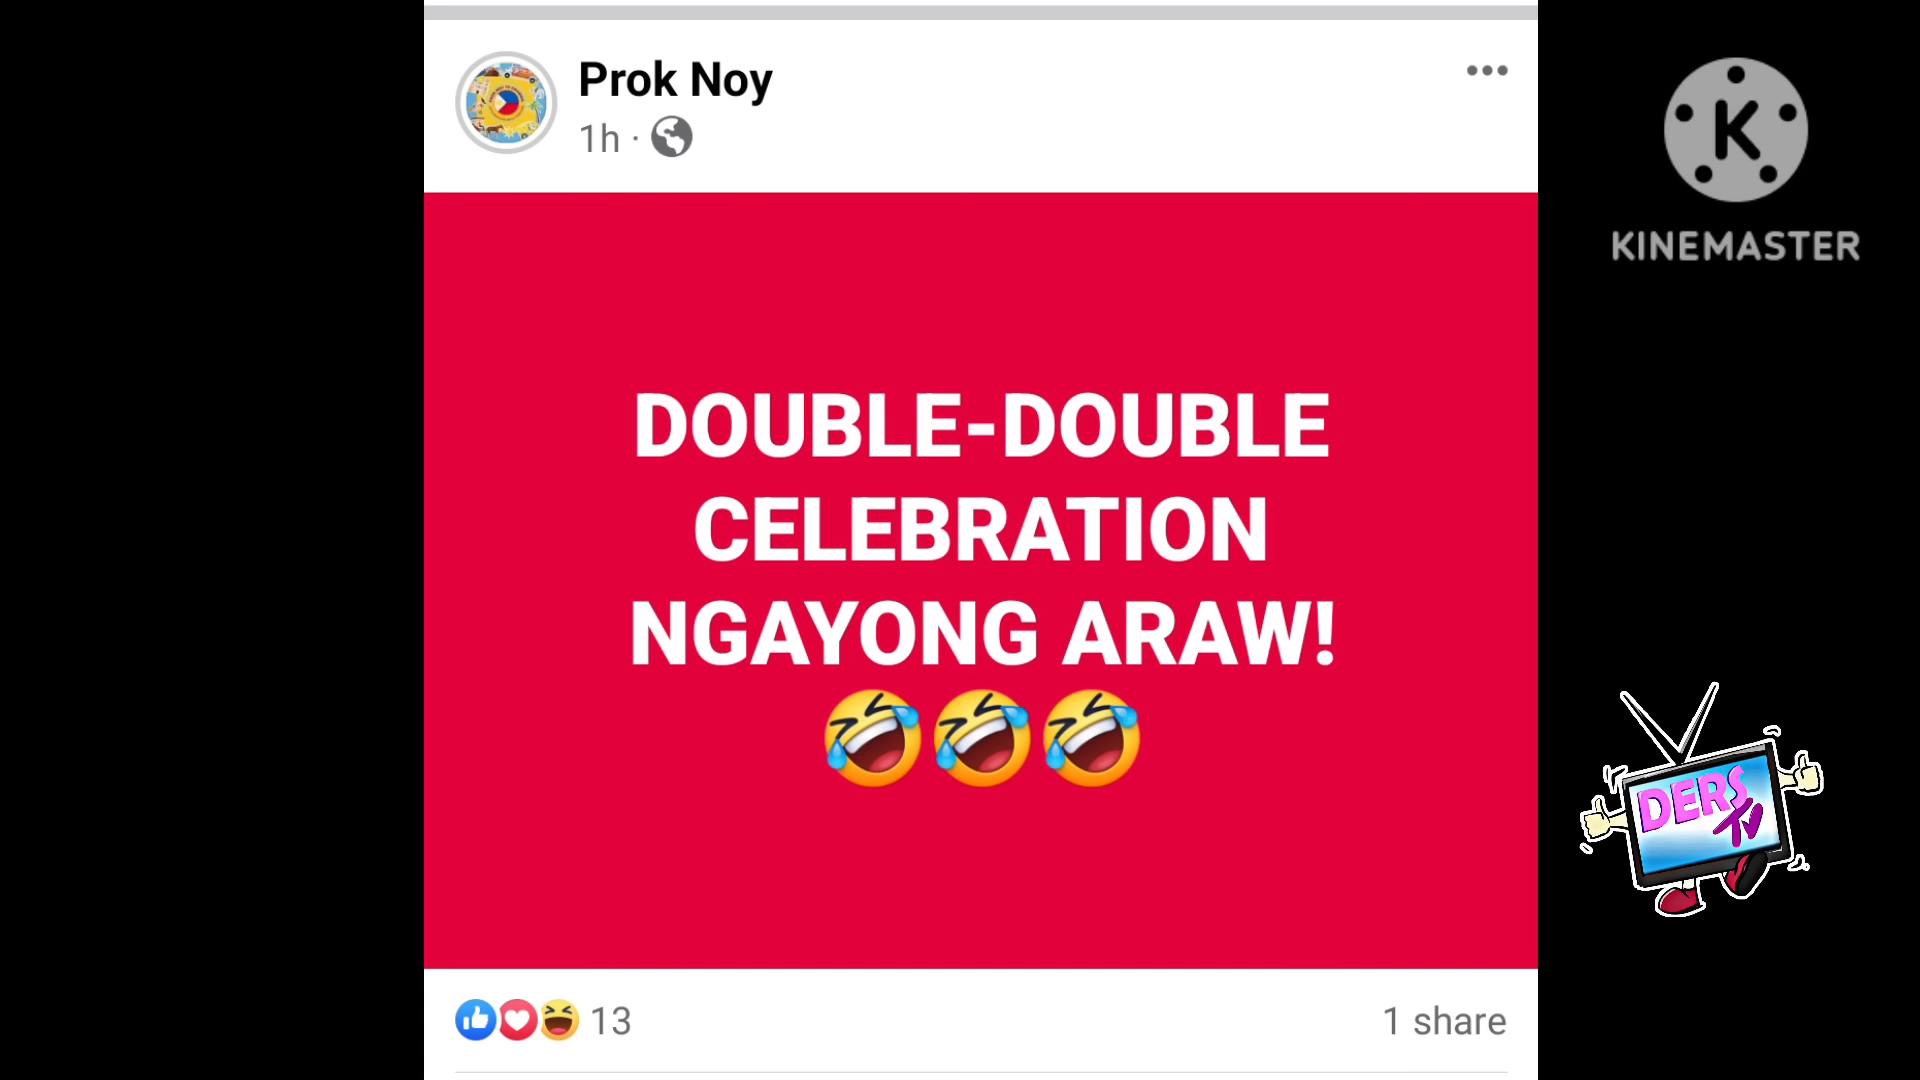 Prok Noy
1h ·
DOUBLE-DOUBLE
CELEBRATION
NGAYONG ARAW!
🤣🤣🤣
13
1 share
K
KINEMASTER
DERS
TV